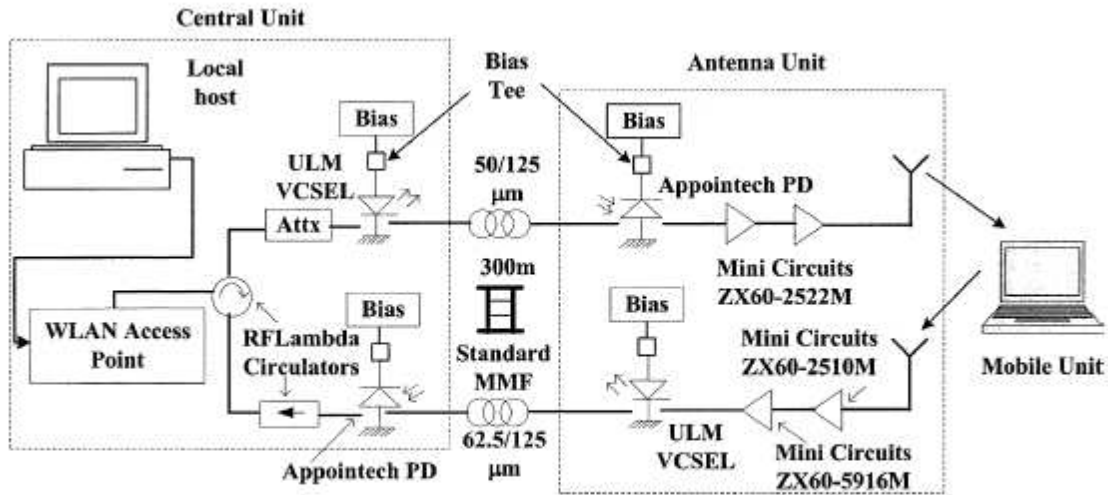 Central Unit
Local
host
Bias
Tee
Antenna Unit
Bias
Bias
ULM
VCSEL
50/125
μm
Appointech PD
Attx
300m
Mini Circuits
ZX60-2522M
Bias
Bias
WLAN Access
Point
RFLambda
Circulators
Standard
MMF
Mini Circuits
ZX60-2510M
Mobile Unit
62.5/125
μm
ULM
VCSEL
Mini Circuits
ZX60-5916M
Appointech PD